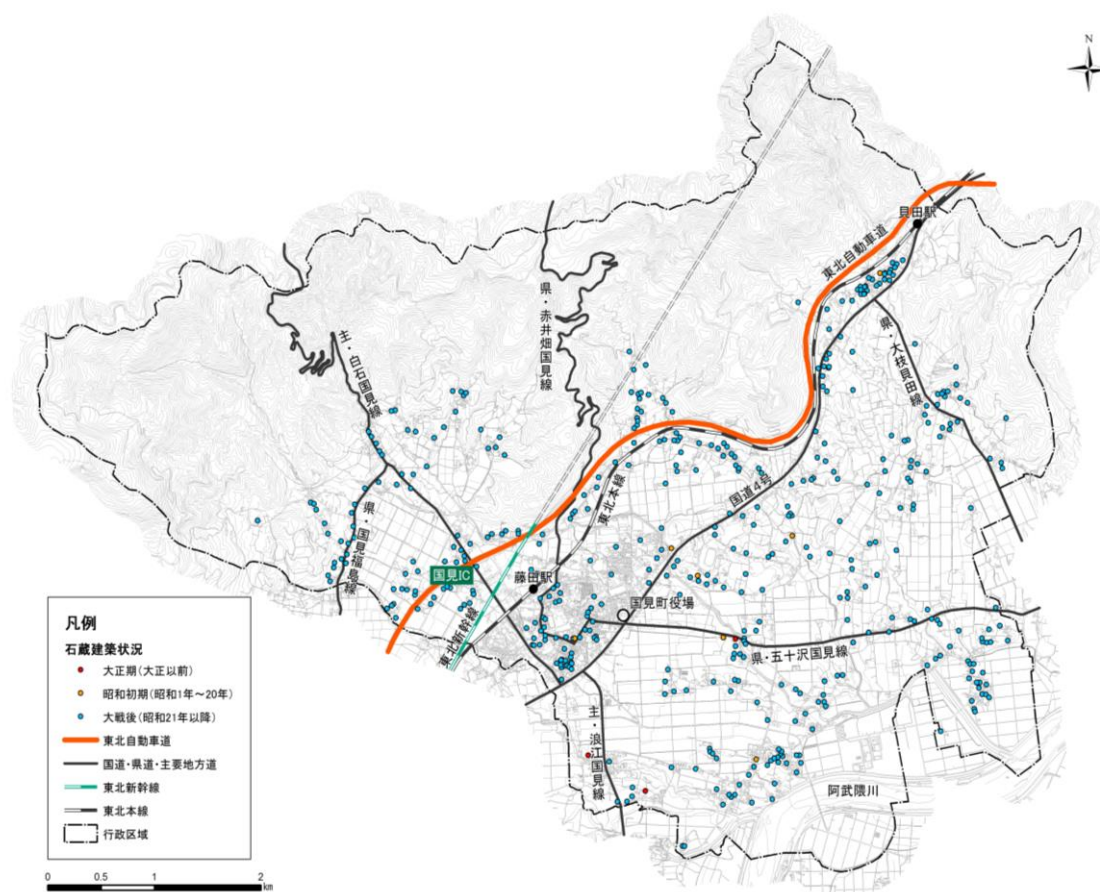 N
貝田駅
東北自動車道
県・赤井畑国見線
主・白石国見線
県・大枝貝田線
国道4号
東北本線
県・国見福島線
国見IC
藤田駅
国見町役場
東北新幹線
県・五十沢国見線
主・浪江国見線
阿武隈川
凡例
石蔵建築状況
大正期(大正以前)
昭和初期(昭和1年～20年)
大戦後(昭和21年以降)
東北自動車道
国道・県道・主要地方道
東北新幹線
東北本線
行政区域
0 0.5 1 2
km